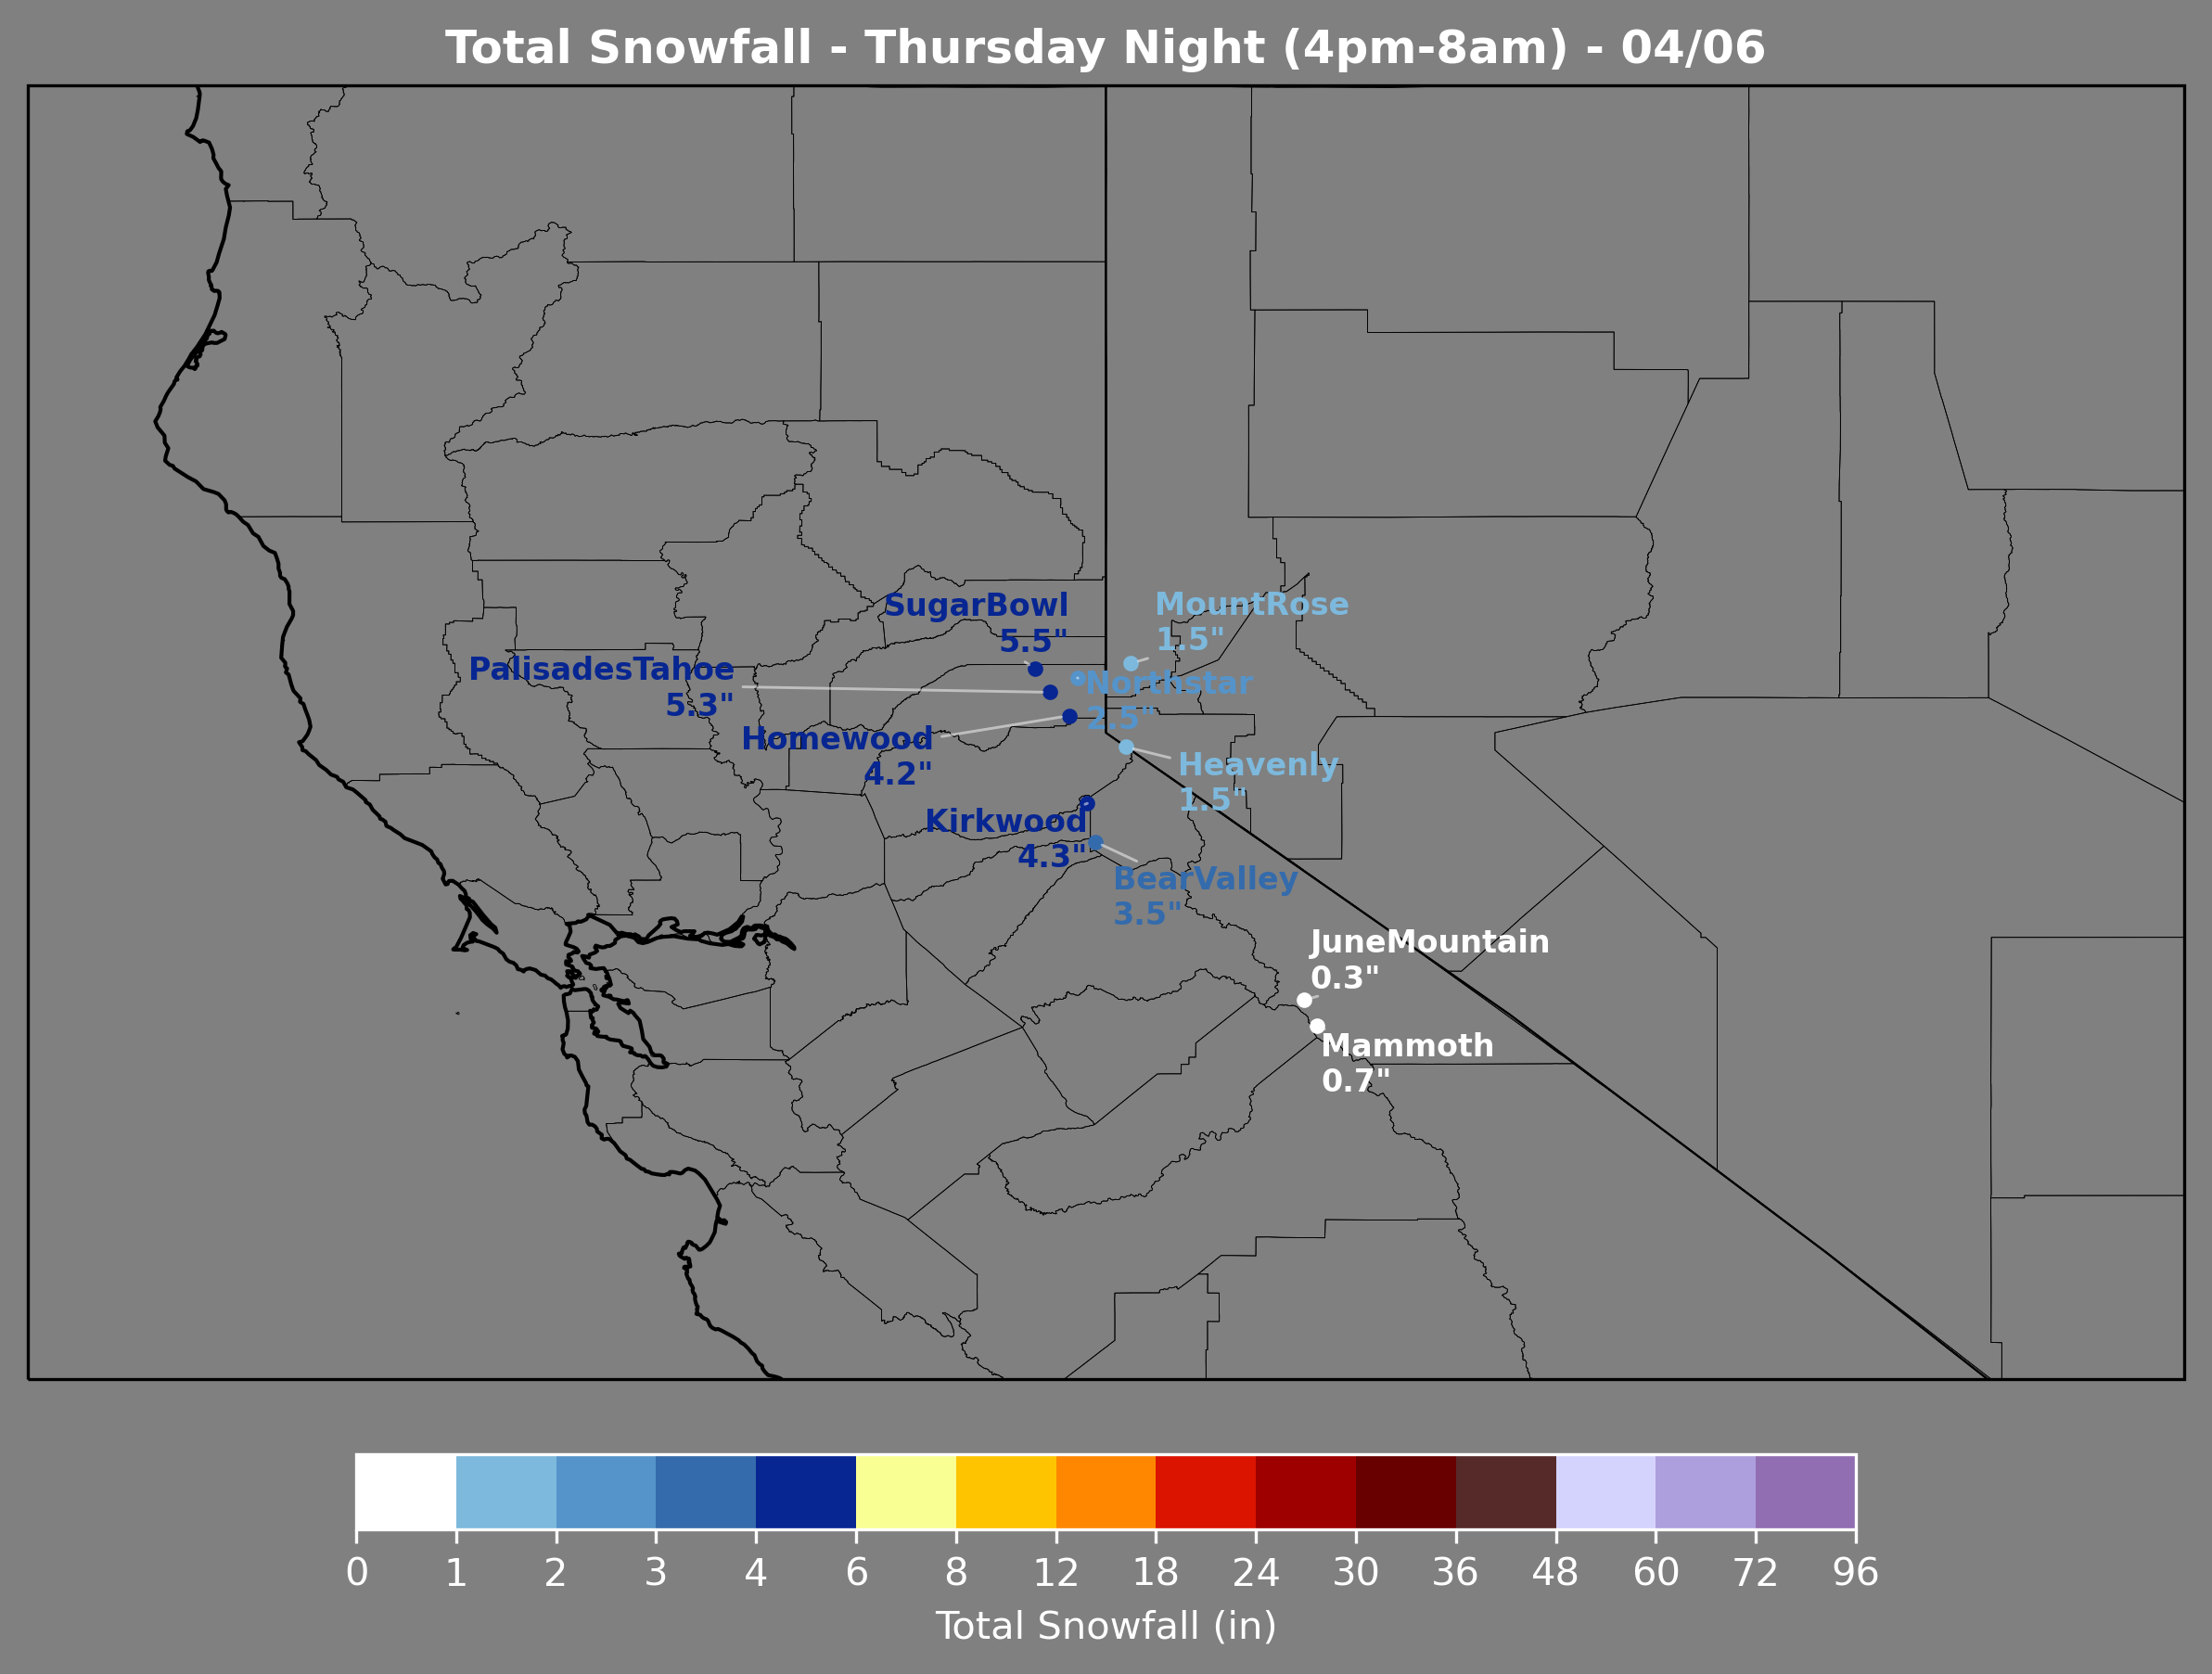 Total Snowfall - Thursday Night (4pm-8am) - 04/06
SugarBowl
5.5"
MountRose
1.5"
PalisadesTahoe
5.3"
Northstar
2.5"
Homewood
4.2"
Heavenly
1.5"
Kirkwood
4.3"
BearValley
3.5"
JuneMountain
0.3"
Mammoth
0.7"
0 1 2 3 4 6 8 12 18 24 30 36 48 60 72 96
Total Snowfall (in)